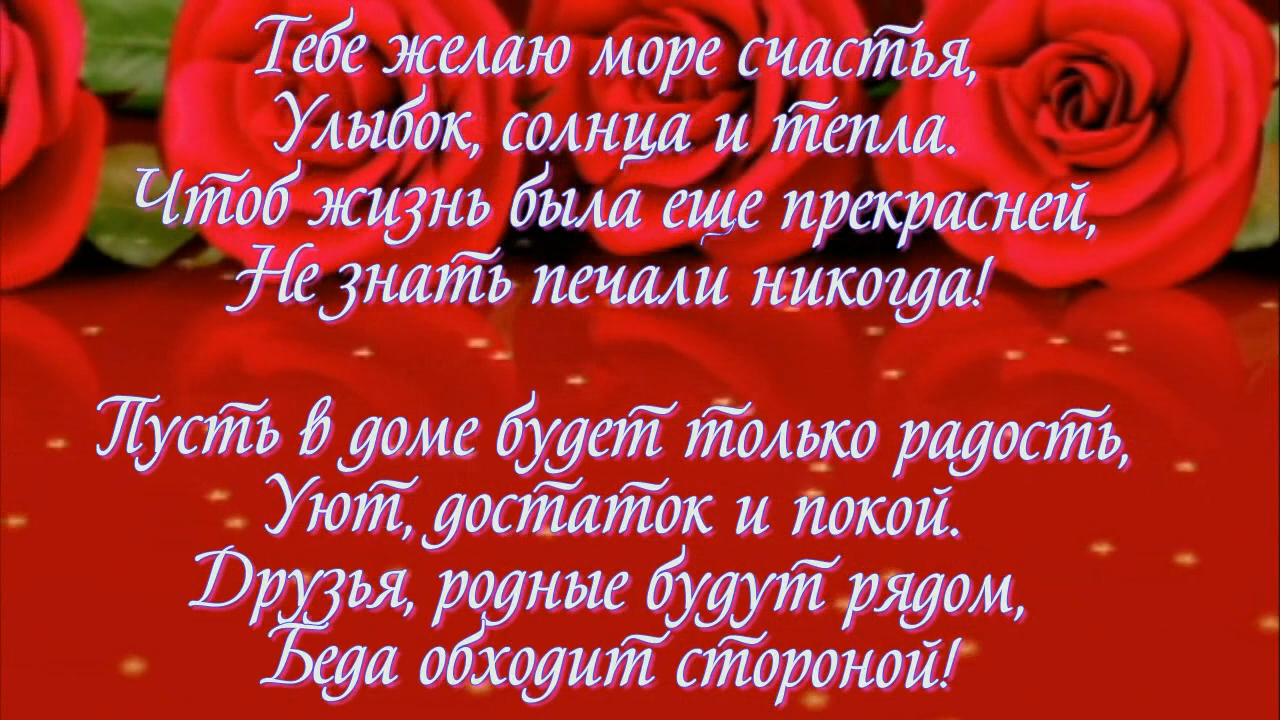 Тебе желаю море счастья,
Улыбок, солнца и тепла.
Чтоб жизнь была еще прекрасней,
Не знать печали никогда!
Пусть в доме будет только радость,
Уют, достаток и покой.
Друзья, родные будут рядом,
Беда обходит стороной!